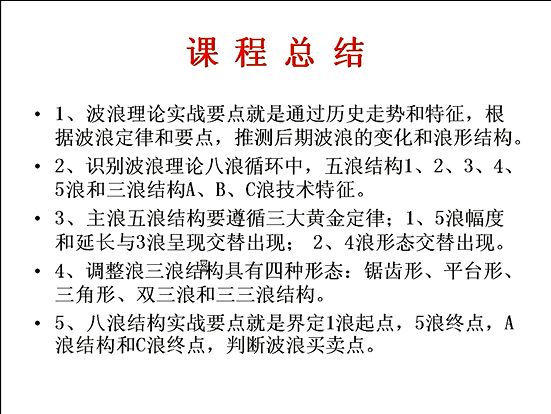 课程总结
• 1、波浪理论实战要点就是通过历史走势和特征，根
据波浪定律和要点，推测后期波浪的变化和浪形结构。
• 2、识别波浪理论八浪循环中，五浪结构1、2、3、4、
5浪和三浪结构A、B、C浪技术特征。
• 3、主浪五浪结构要遵循三大黄金定律；1、5浪幅度
和延长与3浪呈现交替出现； 2、4浪形态交替出现。
• 4、调整浪三浪结构具有四种形态：锯齿形、平台形、
三角形、双三浪和三三浪结构。
• 5、八浪结构实战要点就是界定1浪起点，5浪终点，A
浪结构和C浪终点，判断波浪买卖点。